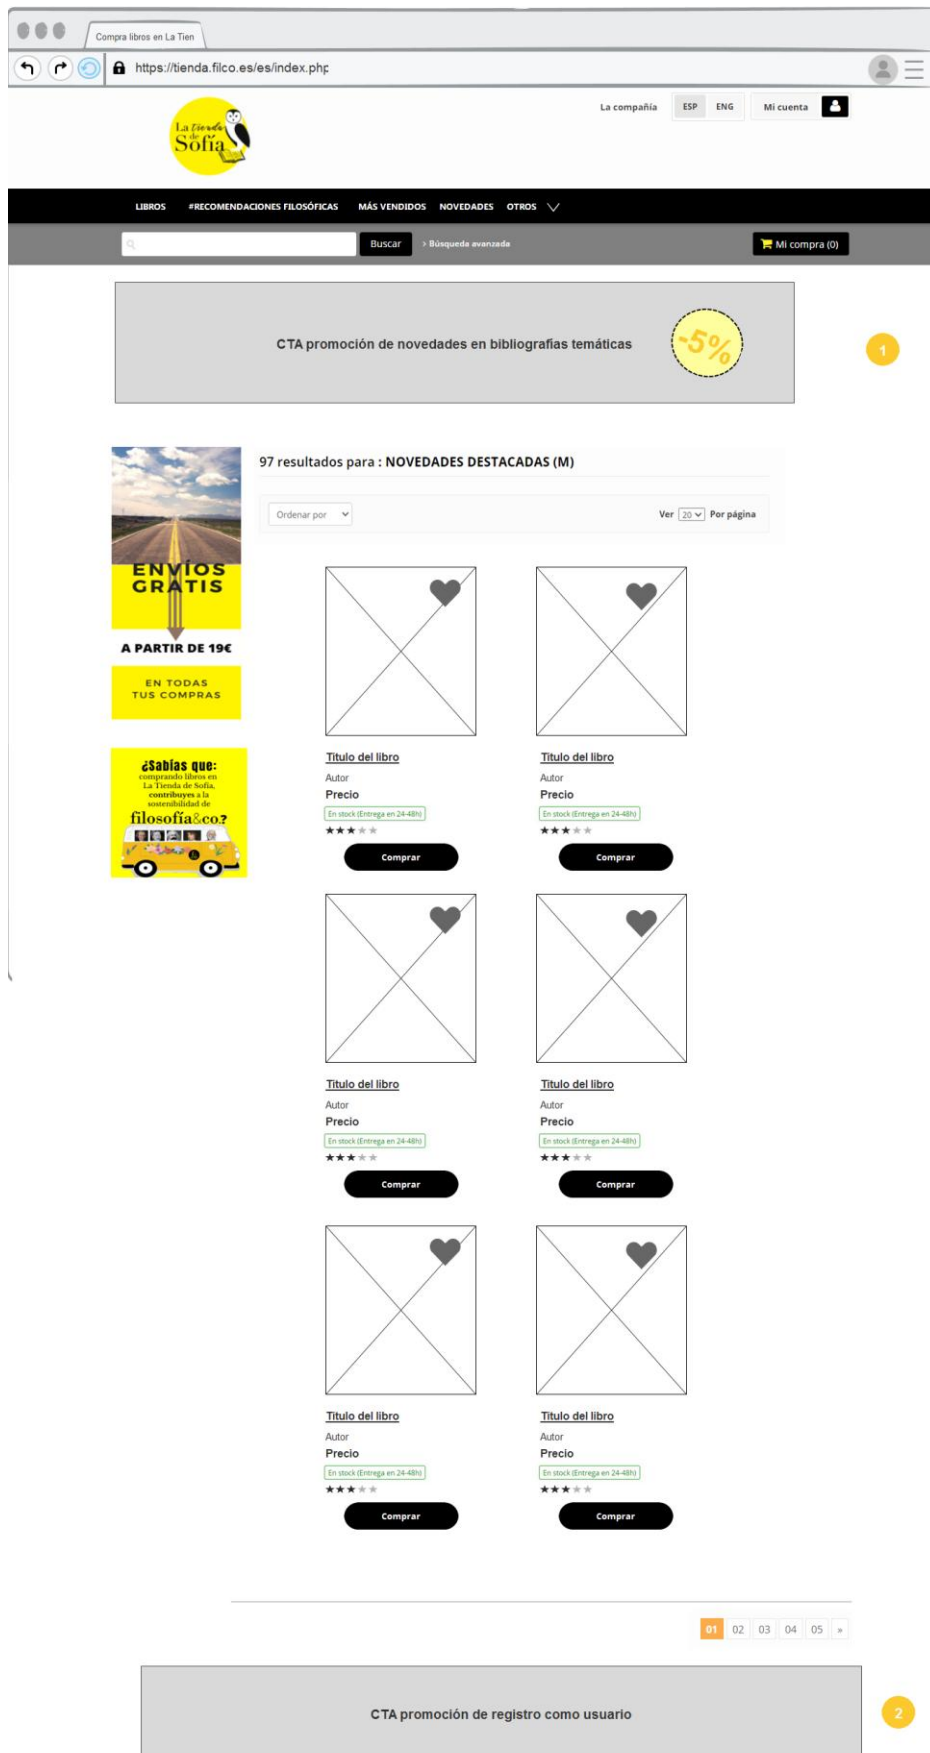 Compra libros en La Tien
https://tienda.filco.es/es/index.php
La compañía
ESP
ENG
Mi cuenta
La tienda
de
Sofía
LIBROS
#RECOMENDACIONES FILOSÓFICAS
MÁS VENDIDOS
NOVEDADES
OTROS
Buscar
> Búsqueda avanzada
Mi compra (0)
CTA promoción de novedades en bibliografías temáticas
-5%
1
97 resultados para : NOVEDADES DESTACADAS (M)
Ordenar por
Ver 20 Por página
ENVÍOS
GRATIS
A PARTIR DE 19€
EN TODAS
TUS COMPRAS
¿Sabías que:
comprando libros en
La Tienda de Sofía,
contribuyes a la
sostenibilidad de
filosofía&co.?
Titulo del libro
Autor
Precio
En stock (Entrega en 24-48h)
Comprar
Titulo del libro
Autor
Precio
En stock (Entrega en 24-48h)
Comprar
Titulo del libro
Autor
Precio
En stock (Entrega en 24-48h)
Comprar
Titulo del libro
Autor
Precio
En stock (Entrega en 24-48h)
Comprar
Titulo del libro
Autor
Precio
En stock (Entrega en 24-48h)
Comprar
Titulo del libro
Autor
Precio
En stock (Entrega en 24-48h)
Comprar
01 02 03 04 05 »
CTA promoción de registro como usuario
2